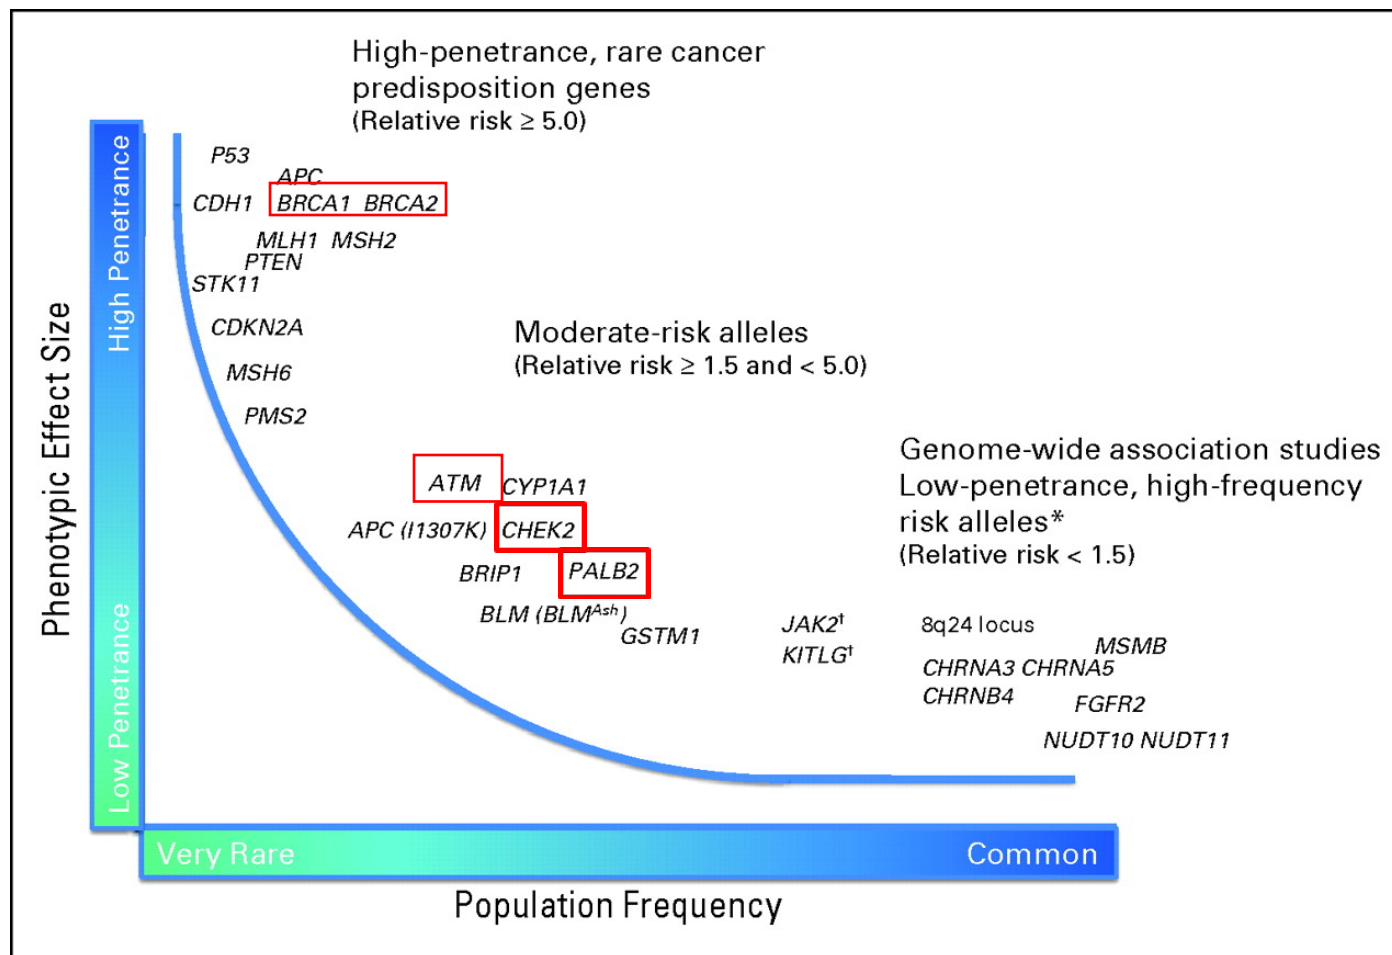 High-penetrance, rare cancer
predisposition genes
(Relative risk ≥ 5.0)
P53
APC
CDH1 BRCA1 BRCA2
MLH1 MSH2
PTEN
STK11
CDKN2A
MSH6
PMS2
Moderate-risk alleles
(Relative risk ≥ 1.5 and < 5.0)
ATM CYP1A1
APC (I1307K) CHEK2
BRIP1 PALB2
BLM (BLMᴬˢʰ)
GSTM1
Genome-wide association studies
Low-penetrance, high-frequency
risk alleles*
(Relative risk < 1.5)
JAK2†
KITLG†
8q24 locus
MSMB
CHRNA3 CHRNA5
CHRNB4
FGFR2
NUDT10 NUDT11
Phenotypic Effect Size
High Penetrance
Low Penetrance
Very Rare
Common
Population Frequency